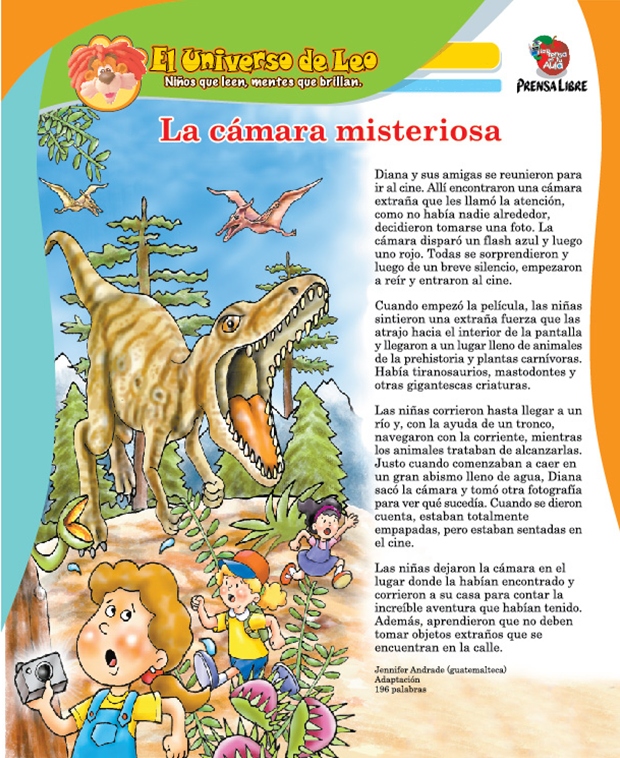 El Universo de Leo
Niños que leen, mentes que brillan.
PRENSA LIBRE
La cámara misteriosa
Diana y sus amigas se reunieron para
ir al cine. Allí encontraron una cámara
extraña que les llamó la atención,
como no había nadie alrededor,
decidieron tomarse una foto. La
cámara disparó un flash azul y luego
uno rojo. Todas se sorprendieron y
luego de un breve silencio, empezaron
a reír y entraron al cine.
Cuando empezó la película, las niñas
sintieron una extraña fuerza que las
atrajo hacia el interior de la pantalla
y llegaron a un lugar lleno de animales
de la prehistoria y plantas carnívoras.
Había tiranosaurios, mastodontes y
otras gigantescas criaturas.
Las niñas corrieron hasta llegar a un
río y, con la ayuda de un tronco,
navegaron con la corriente, mientras
los animales trataban de alcanzarlas.
Justo cuando comenzaban a caer en
un gran abismo lleno de agua, Diana
sacó la cámara y tomó otra fotografía
para ver qué sucedía. Cuando se dieron
cuenta, estaban totalmente
empapadas, pero estaban sentadas en
el cine.
Las niñas dejaron la cámara en el
lugar donde la habían encontrado y
corrieron a su casa para contar la
increíble aventura que habían tenido.
Además, aprendieron que no deben
tomar objetos extraños que se
encuentran en la calle.
Jennifer Andrade (guatemalteca)
Adaptación
196 palabras